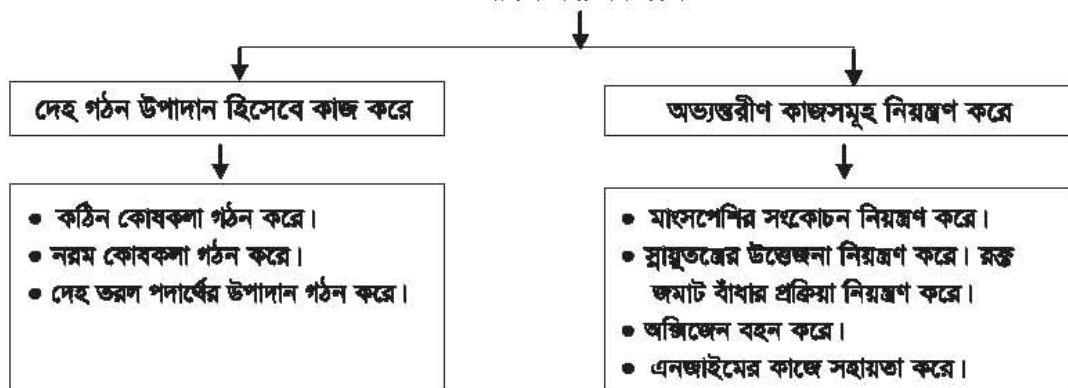 দেহ গঠন উপাদান হিসেবে কাজ করে
অভ্যন্তরীণ কাজসমূহ নিয়ন্ত্রণ করে
● কঠিন কোষকলা গঠন করে।
● নরম কোষকলা গঠন করে।
● দেহ তরল পদার্থের উপাদান গঠন করে।
● মাংসপেশির সংকোচন নিয়ন্ত্রণ করে।
● স্নায়ুতন্ত্রের উত্তেজনা নিয়ন্ত্রণ করে। রক্ত
জমাট বাঁধার প্রক্রিয়া নিয়ন্ত্রণ করে।
● অক্সিজেন বহন করে।
● এনজাইমের কাজে সহায়তা করে।